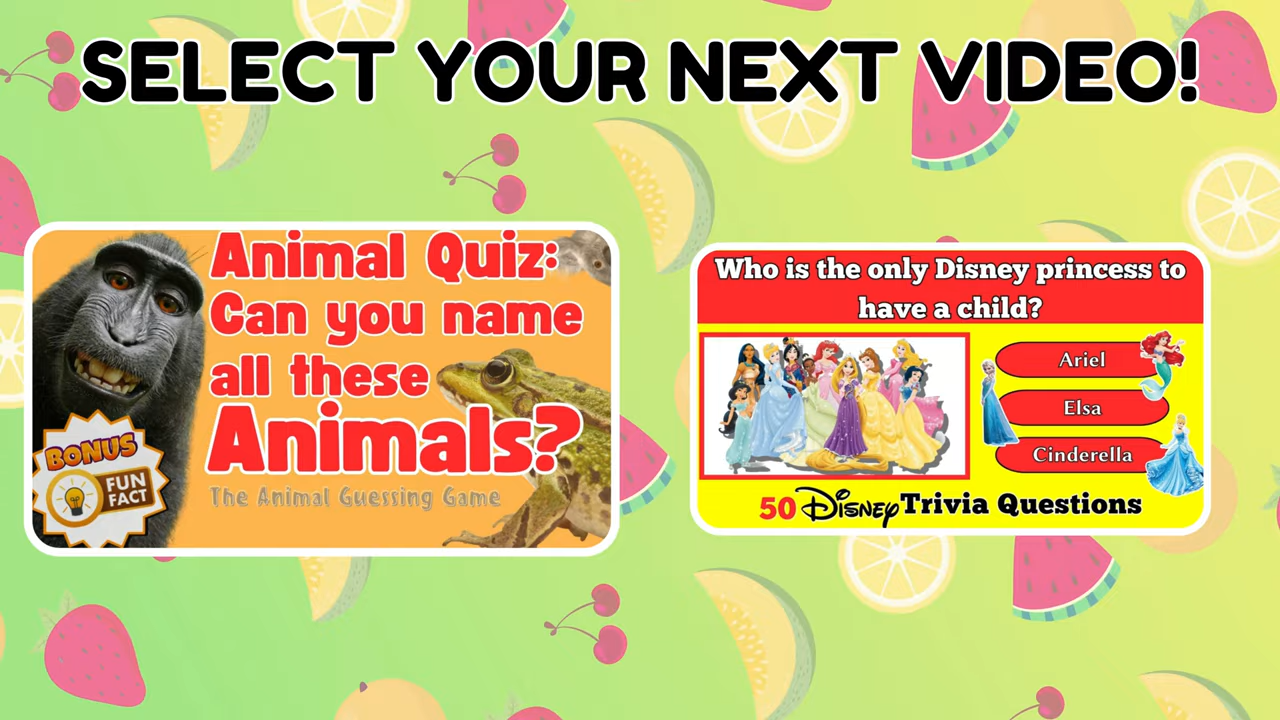 SELECT YOUR NEXT VIDEO!
Animal Quiz:
Can you name
all these
Animals?
The Animal Guessing Game
BONUS
FUN
FACT
Who is the only Disney princess to
have a child?
Ariel
Elsa
Cinderella
50 Disney Trivia Questions